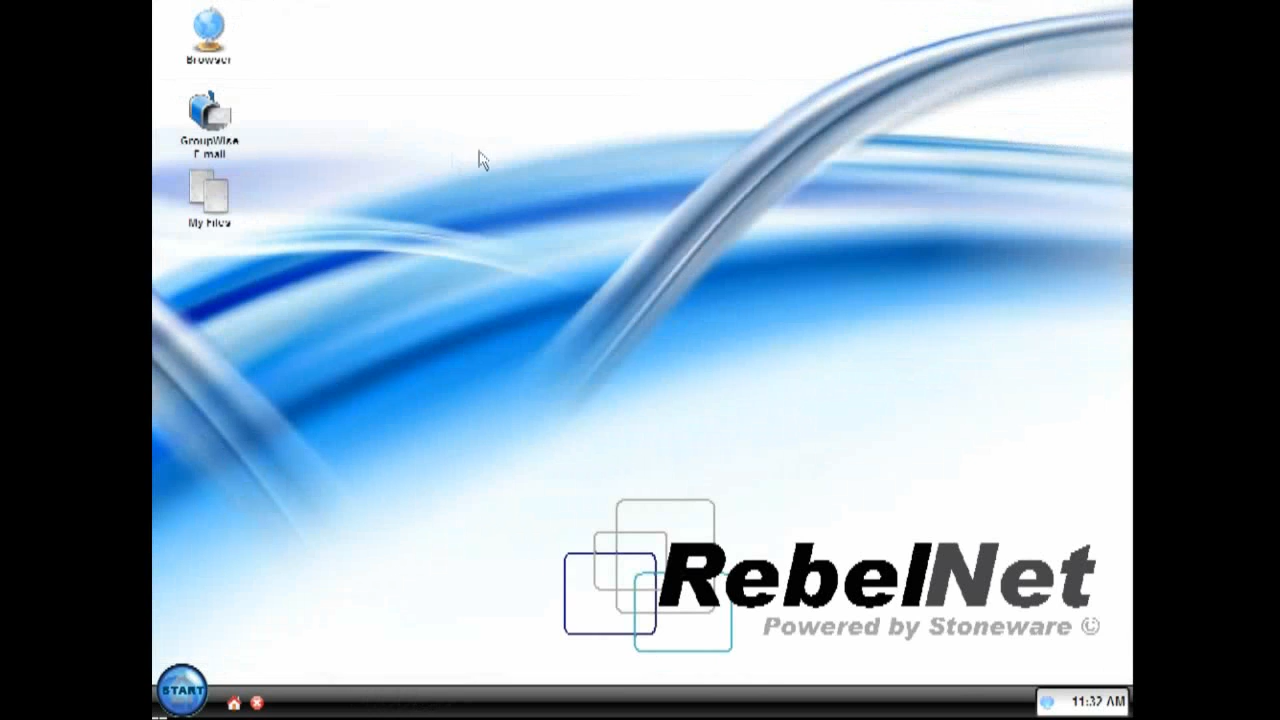 Browser
GroupWise
E-mail
My Files
RebelNet
Powered by Stoneware ©
START
11:32 AM